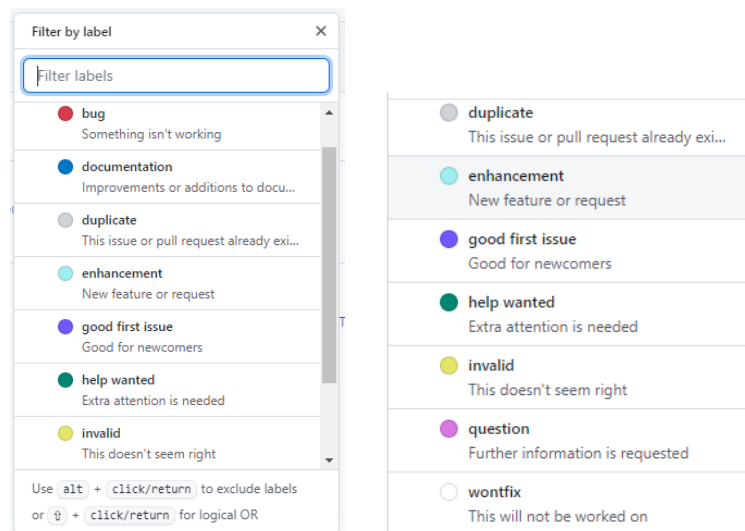 Filter by label
Filter labels
bug
Something isn't working
documentation
Improvements or additions to docu...
duplicate
This issue or pull request already exi...
enhancement
New feature or request
good first issue
Good for newcomers
help wanted
Extra attention is needed
invalid
This doesn't seem right
Use alt + click/return to exclude labels
or ⇧ + click/return for logical OR
duplicate
This issue or pull request already exi...
enhancement
New feature or request
good first issue
Good for newcomers
help wanted
Extra attention is needed
invalid
This doesn't seem right
question
Further information is requested
wontfix
This will not be worked on